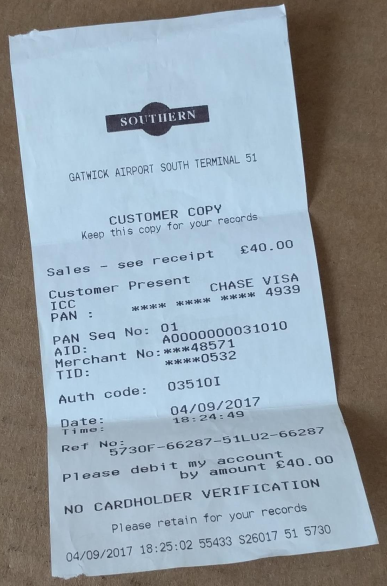 SOUTHERN
GATWICK AIRPORT SOUTH TERMINAL 51
CUSTOMER COPY
Keep this copy for your records
Sales - see receipt £40.00
Customer Present
ICC CHASE VISA
PAN : **** **** **** 4939
PAN Seq No: 01
AID: A0000000031010
Merchant No:***48571
TID: ****0532
Auth code: 03510I
Date: 04/09/2017
Time: 18:24:49
Ref No:
5730F-66287-51LU2-66287
Please debit my account
by amount £40.00
NO CARDHOLDER VERIFICATION
Please retain for your records
04/09/2017 18:25:02 55433 S26017 51 5730